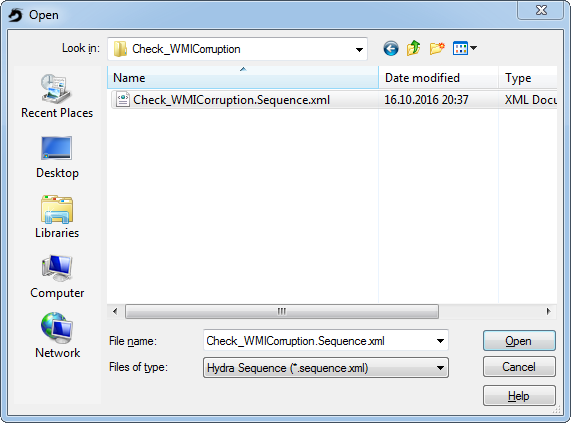 Open
Look in: Check_WMICorruption
Name Date modified Type
Check_WMICorruption.Sequence.xml 16.10.2016 20:37 XML Docu
Recent Places
Desktop
Libraries
Computer
Network
File name: Check_WMICorruption.Sequence.xml Open
Files of type: Hydra Sequence (*.sequence.xml) Cancel
Help